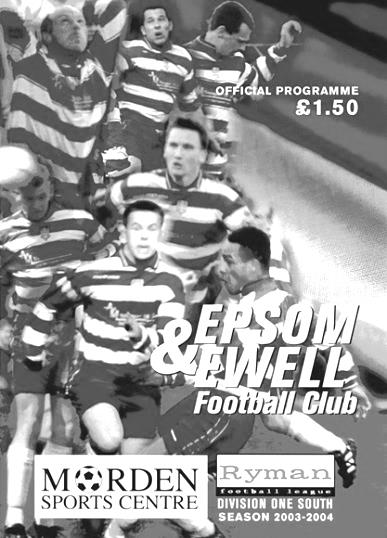 OFFICIAL PROGRAMME
£1.50
EPSOM
& EWELL
Football Club
MORDEN
SPORTS CENTRE
Ryman
football league
DIVISION ONE SOUTH
SEASON 2003-2004